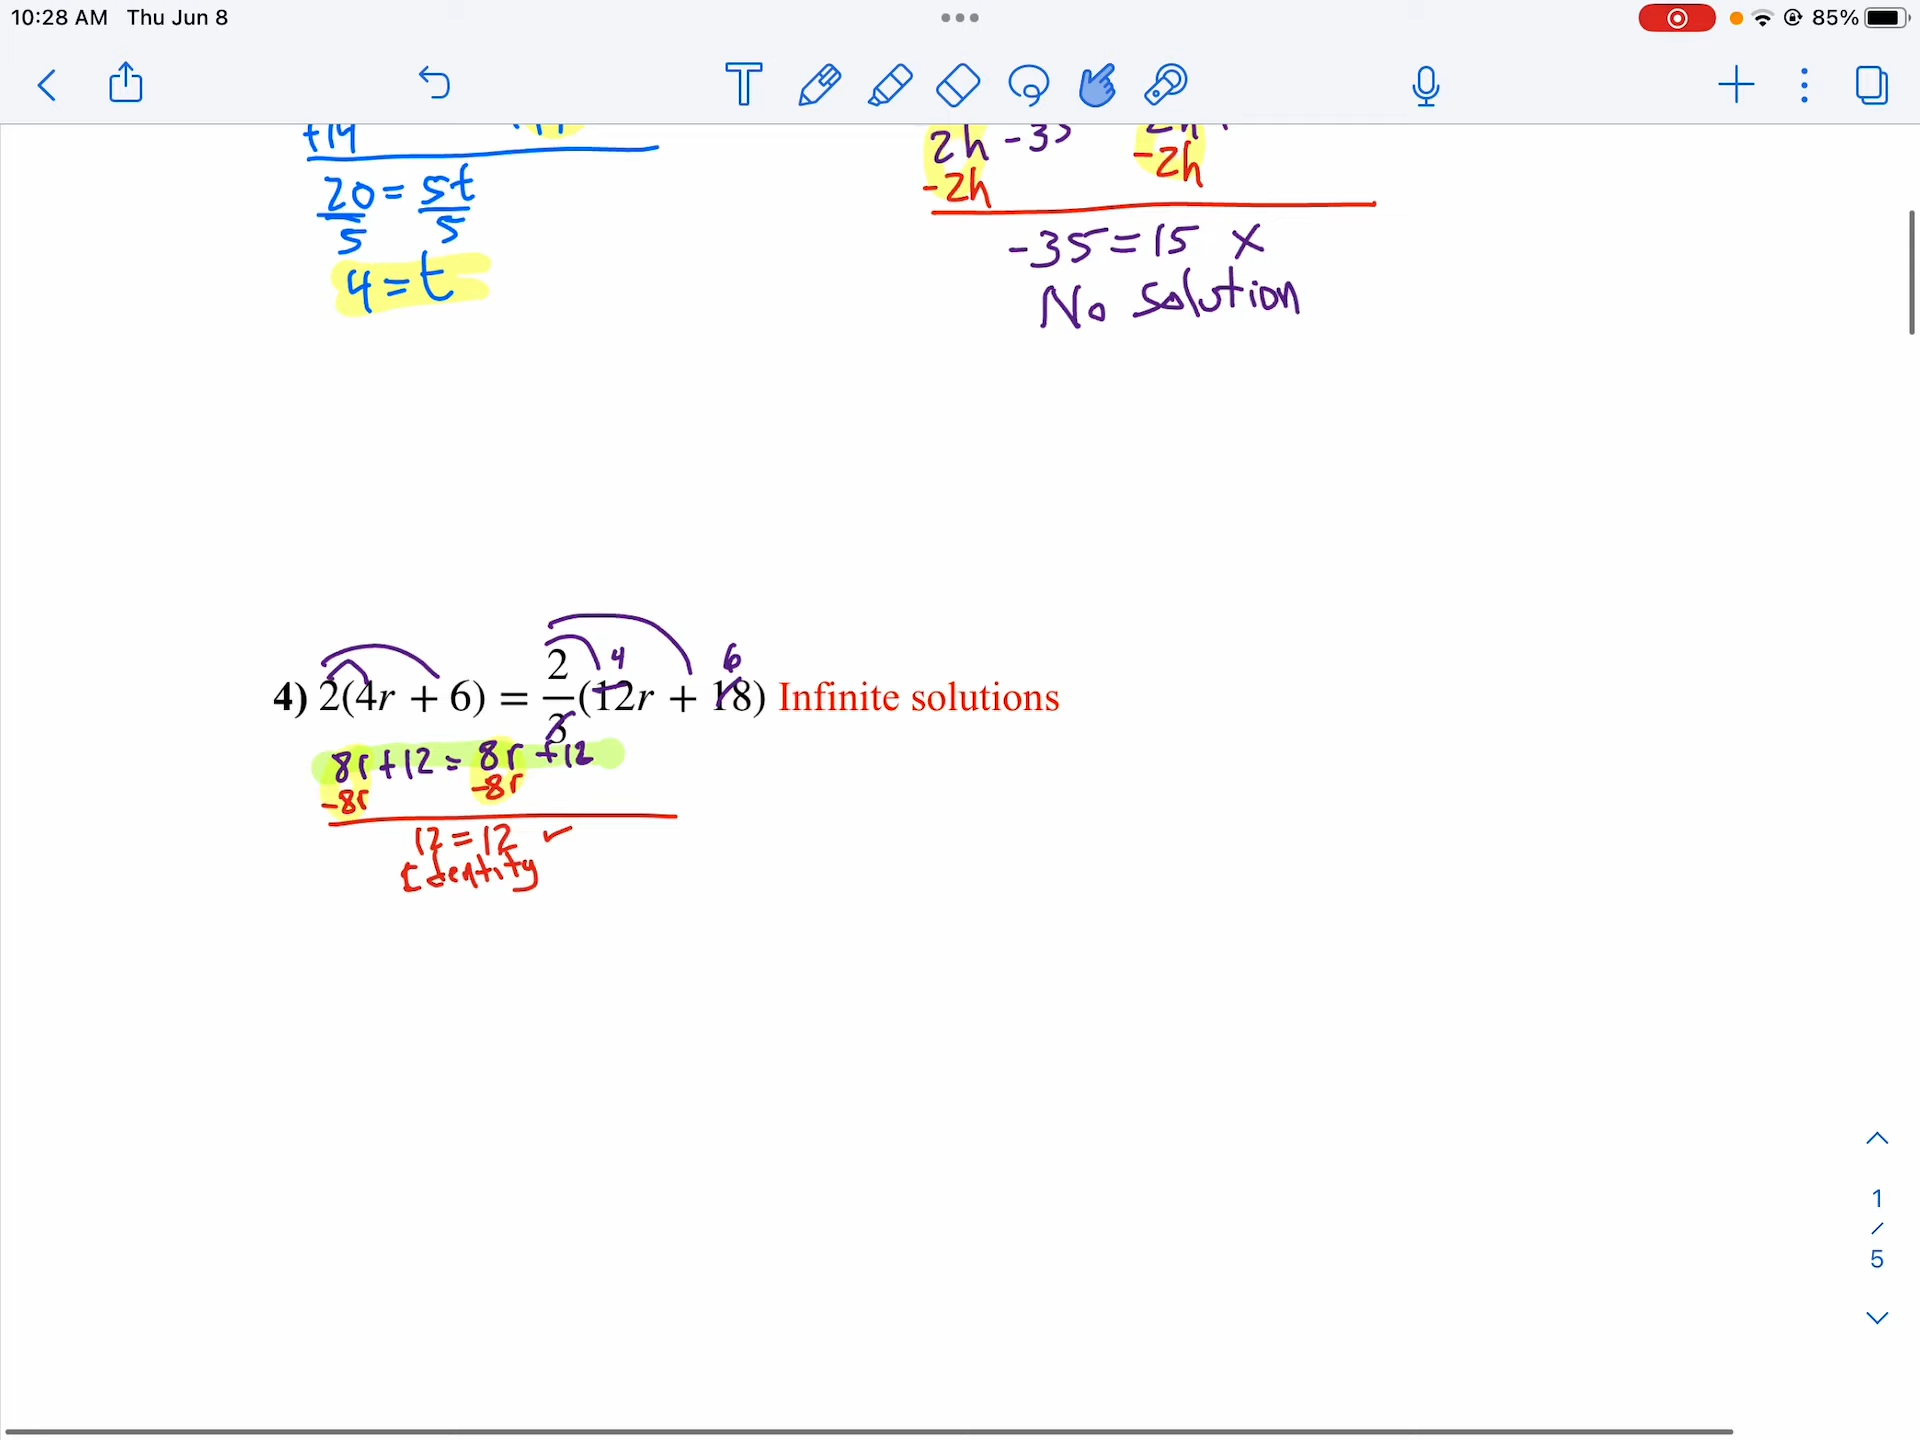 10:28 AM Thu Jun 8
85%
+14
20 = 5t
5 5
4 = t
2h - 35
-2h -2h
-35 = 15 x
No Solution
4 6
4) 2(4r + 6) = 2/3(12r + 18) Infinite solutions
8r + 12 = 8r + 12
-8r -8r
12 = 12 ✓
Identity
1
/
5